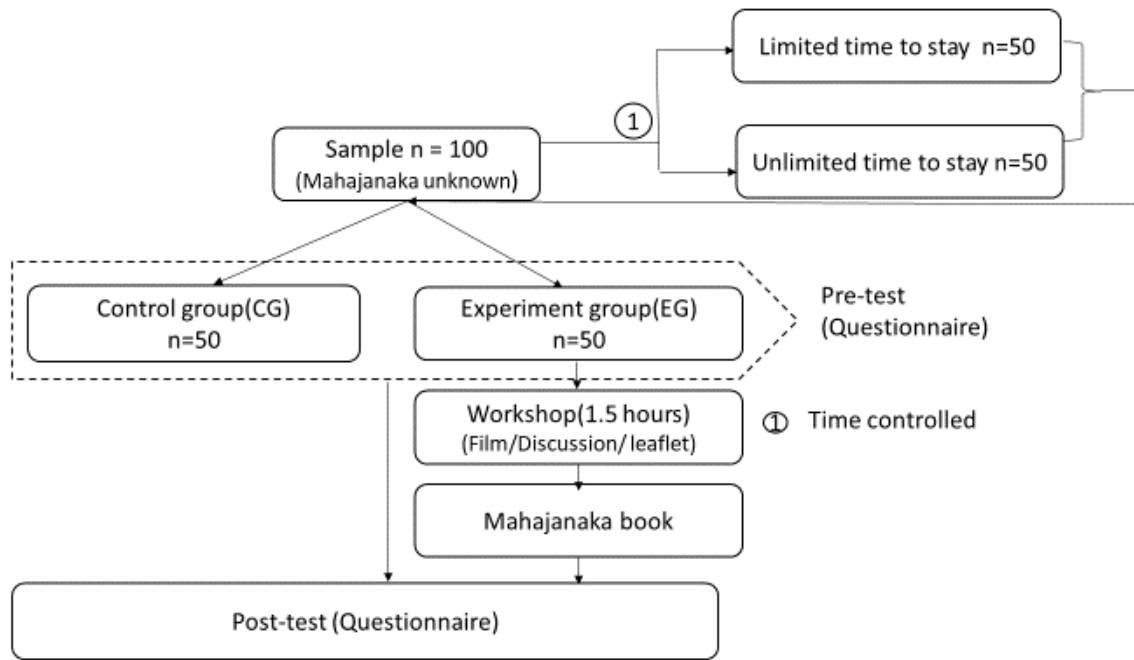 Limited time to stay n=50
①
Sample n = 100
(Mahajanaka unknown)
Unlimited time to stay n=50
Control group(CG)
n=50
Experiment group(EG)
n=50
Pre-test
(Questionnaire)
Workshop(1.5 hours)
(Film/Discussion/ leaflet)
① Time controlled
Mahajanaka book
Post-test (Questionnaire)